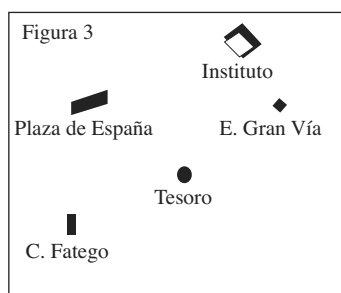 Figura 3
Instituto
Plaza de España
E. Gran Vía
Tesoro
C. Fatego